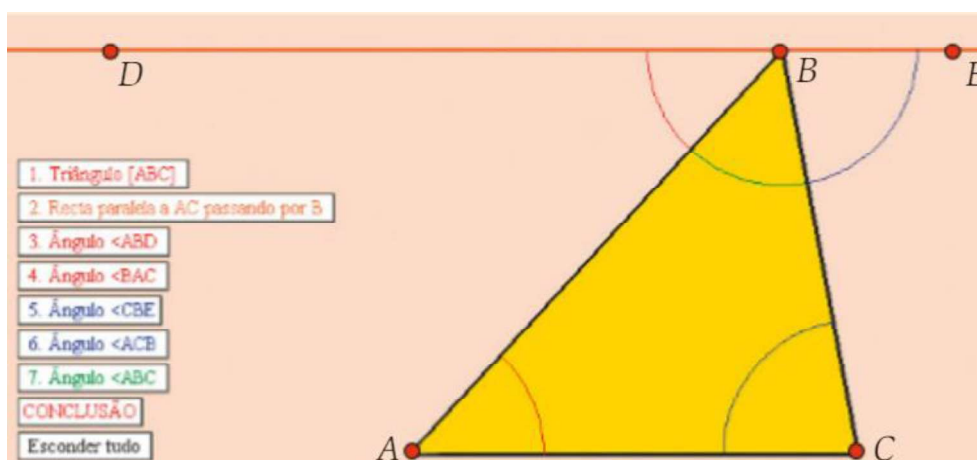 D
B
E
1. Triângulo [ABC]
2. Recta paralela a AC passando por B
3. Ângulo <ABD
4. Ângulo <BAC
5. Ângulo <CBE
6. Ângulo <ACB
7. Ângulo <ABC
CONCLUSÃO
Esconder tudo
A
C